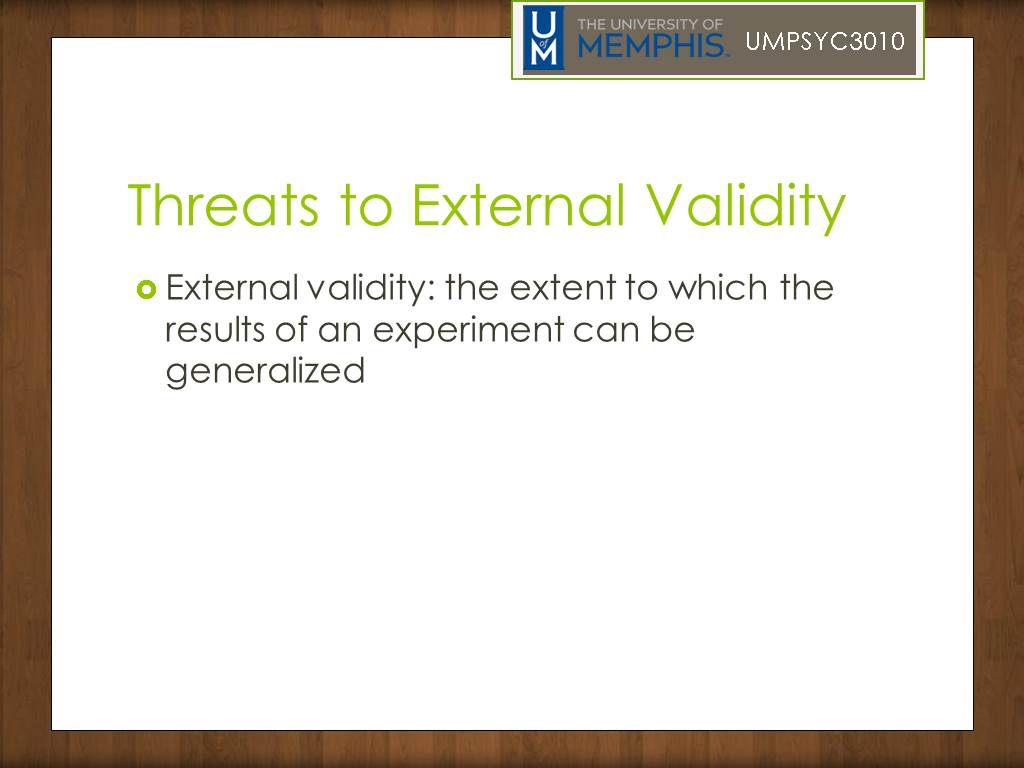 U
of
M
THE UNIVERSITY OF
MEMPHIS.
™
UMPSYC3010
Threats to External Validity
External validity: the extent to which the
results of an experiment can be
generalized